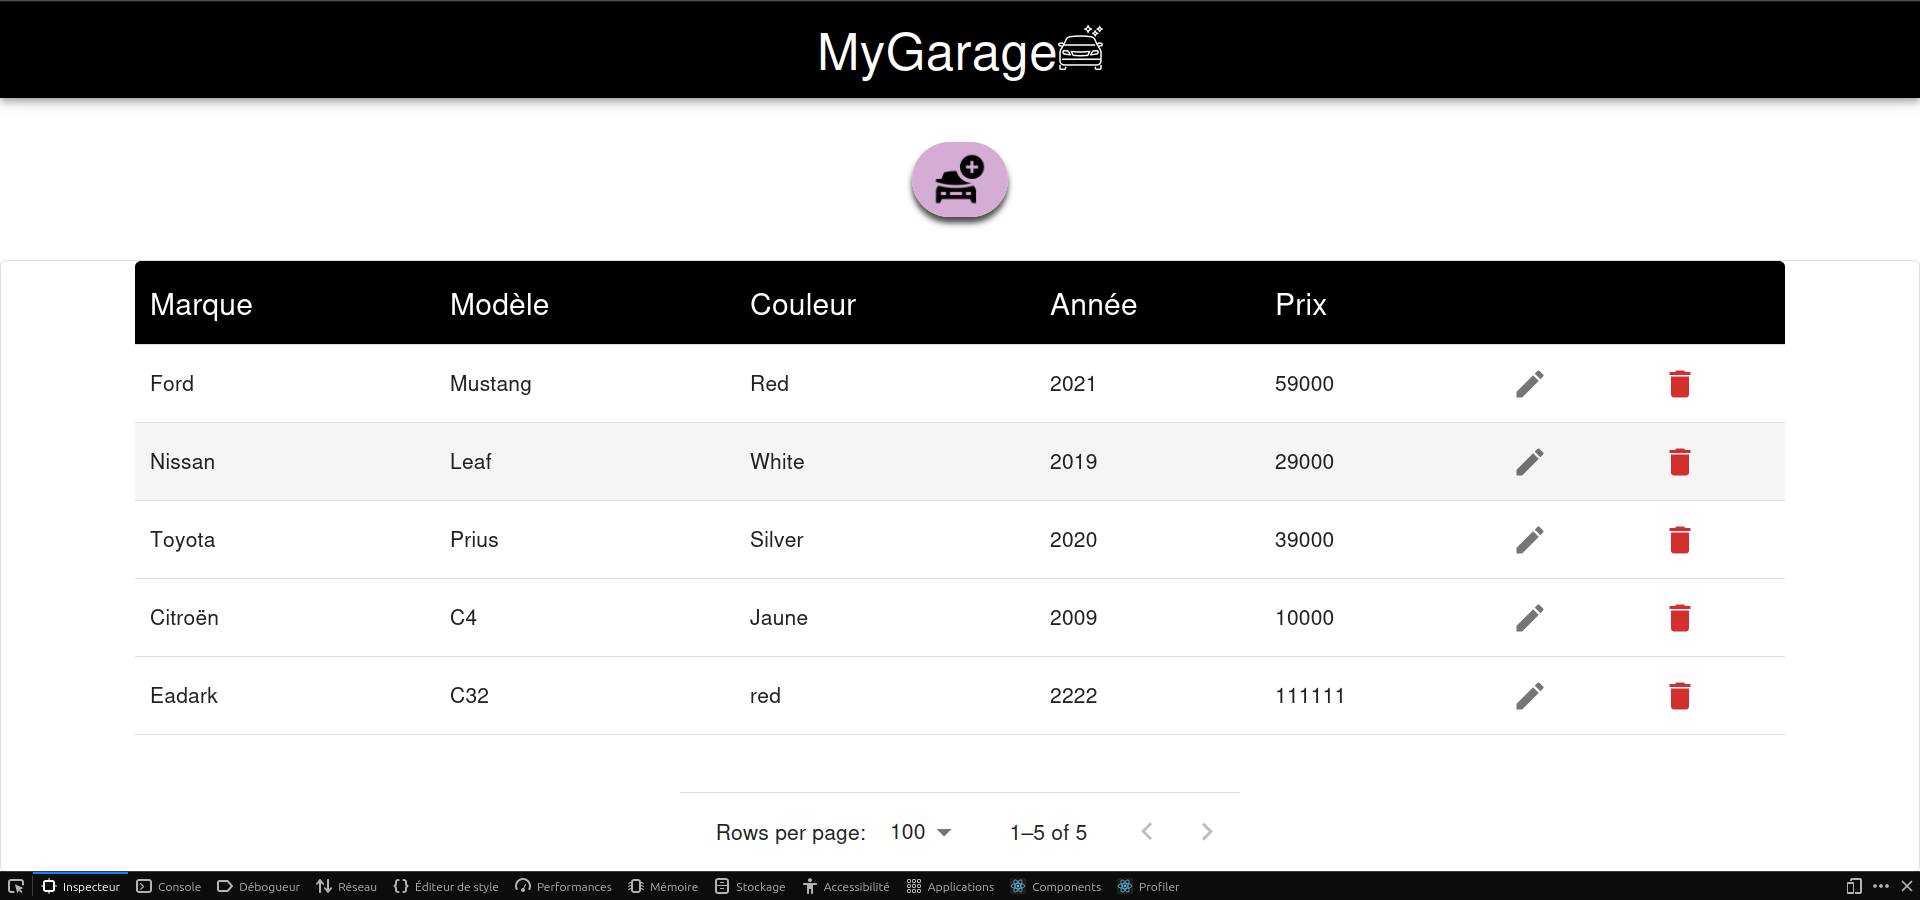 MyGarage
Marque Modèle Couleur Année Prix
Ford Mustang Red 2021 59000
Nissan Leaf White 2019 29000
Toyota Prius Silver 2020 39000
Citroën C4 Jaune 2009 10000
Eadark C32 red 2222 111111
Rows per page: 100 1–5 of 5
Inspecteur Console Débogueur Réseau Éditeur de style Performances Mémoire Stockage Accessibilité Applications Components Profiler